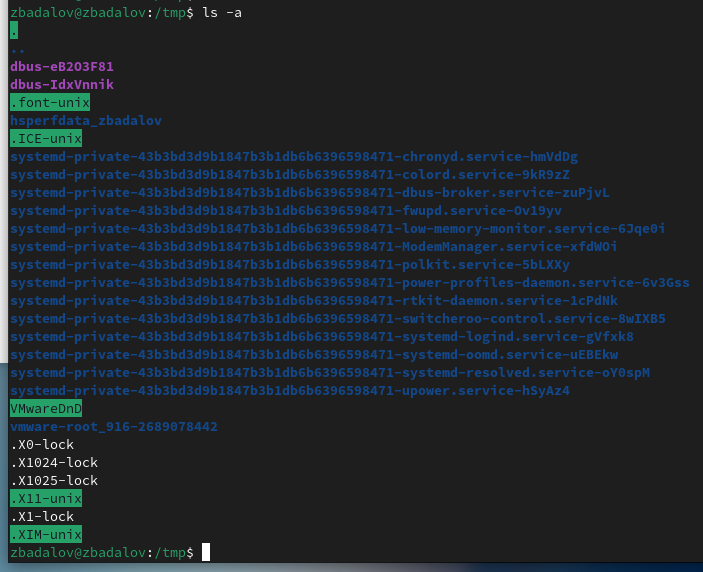 zbadalov@zbadalov:/tmp$ ls -a
.
..
dbus-eB2O3F81
dbus-IdxVnnik
.font-unix
hsperfdata_zbadalov
.ICE-unix
systemd-private-43b3bd3d9b1847b3b1db6b6396598471-chronyd.service-hmVdDg
systemd-private-43b3bd3d9b1847b3b1db6b6396598471-colord.service-9kR9zZ
systemd-private-43b3bd3d9b1847b3b1db6b6396598471-dbus-broker.service-zuPjvL
systemd-private-43b3bd3d9b1847b3b1db6b6396598471-fwupd.service-Ov19yv
systemd-private-43b3bd3d9b1847b3b1db6b6396598471-low-memory-monitor.service-6Jqe0i
systemd-private-43b3bd3d9b1847b3b1db6b6396598471-ModemManager.service-xfdWOi
systemd-private-43b3bd3d9b1847b3b1db6b6396598471-polkit.service-5bLXXy
systemd-private-43b3bd3d9b1847b3b1db6b6396598471-power-profiles-daemon.service-6v3Gss
systemd-private-43b3bd3d9b1847b3b1db6b6396598471-rtkit-daemon.service-1cPdNk
systemd-private-43b3bd3d9b1847b3b1db6b6396598471-switcheroo-control.service-8wIXB5
systemd-private-43b3bd3d9b1847b3b1db6b6396598471-systemd-logind.service-gVfxk8
systemd-private-43b3bd3d9b1847b3b1db6b6396598471-systemd-oomd.service-uEBEkw
systemd-private-43b3bd3d9b1847b3b1db6b6396598471-systemd-resolved.service-oY0spM
systemd-private-43b3bd3d9b1847b3b1db6b6396598471-upower.service-hSyAz4
VMwareDnD
vmware-root_916-2689078442
.X0-lock
.X1024-lock
.X1025-lock
.X11-unix
.X1-lock
.XIM-unix
zbadalov@zbadalov:/tmp$